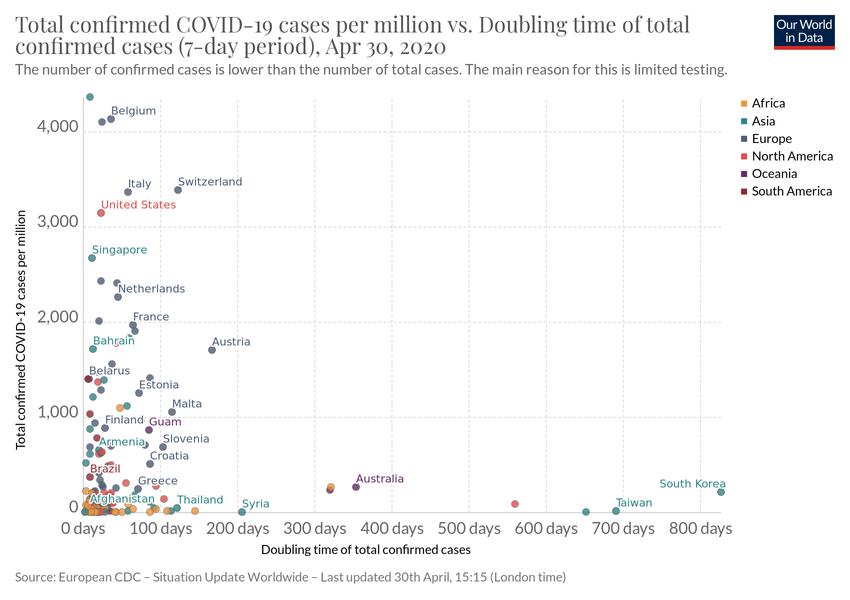 Total confirmed COVID-19 cases per million vs. Doubling time of total
confirmed cases (7-day period), Apr 30, 2020
Our World
in Data
The number of confirmed cases is lower than the number of total cases. The main reason for this is limited testing.
Africa
Asia
Europe
North America
Oceania
South America
Total confirmed COVID-19 cases per million
4,000
3,000
2,000
1,000
0
Belgium
Italy
Switzerland
United States
Singapore
Netherlands
France
Bahrain
Austria
Belarus
Estonia
Malta
Finland
Guam
Armenia
Slovenia
Croatia
Brazil
Greece
Australia
South Korea
Afghanistan
Thailand
Syria
Taiwan
0 days
100 days
200 days
300 days
400 days
500 days
600 days
700 days
800 days
Doubling time of total confirmed cases
Source: European CDC – Situation Update Worldwide – Last updated 30th April, 15:15 (London time)